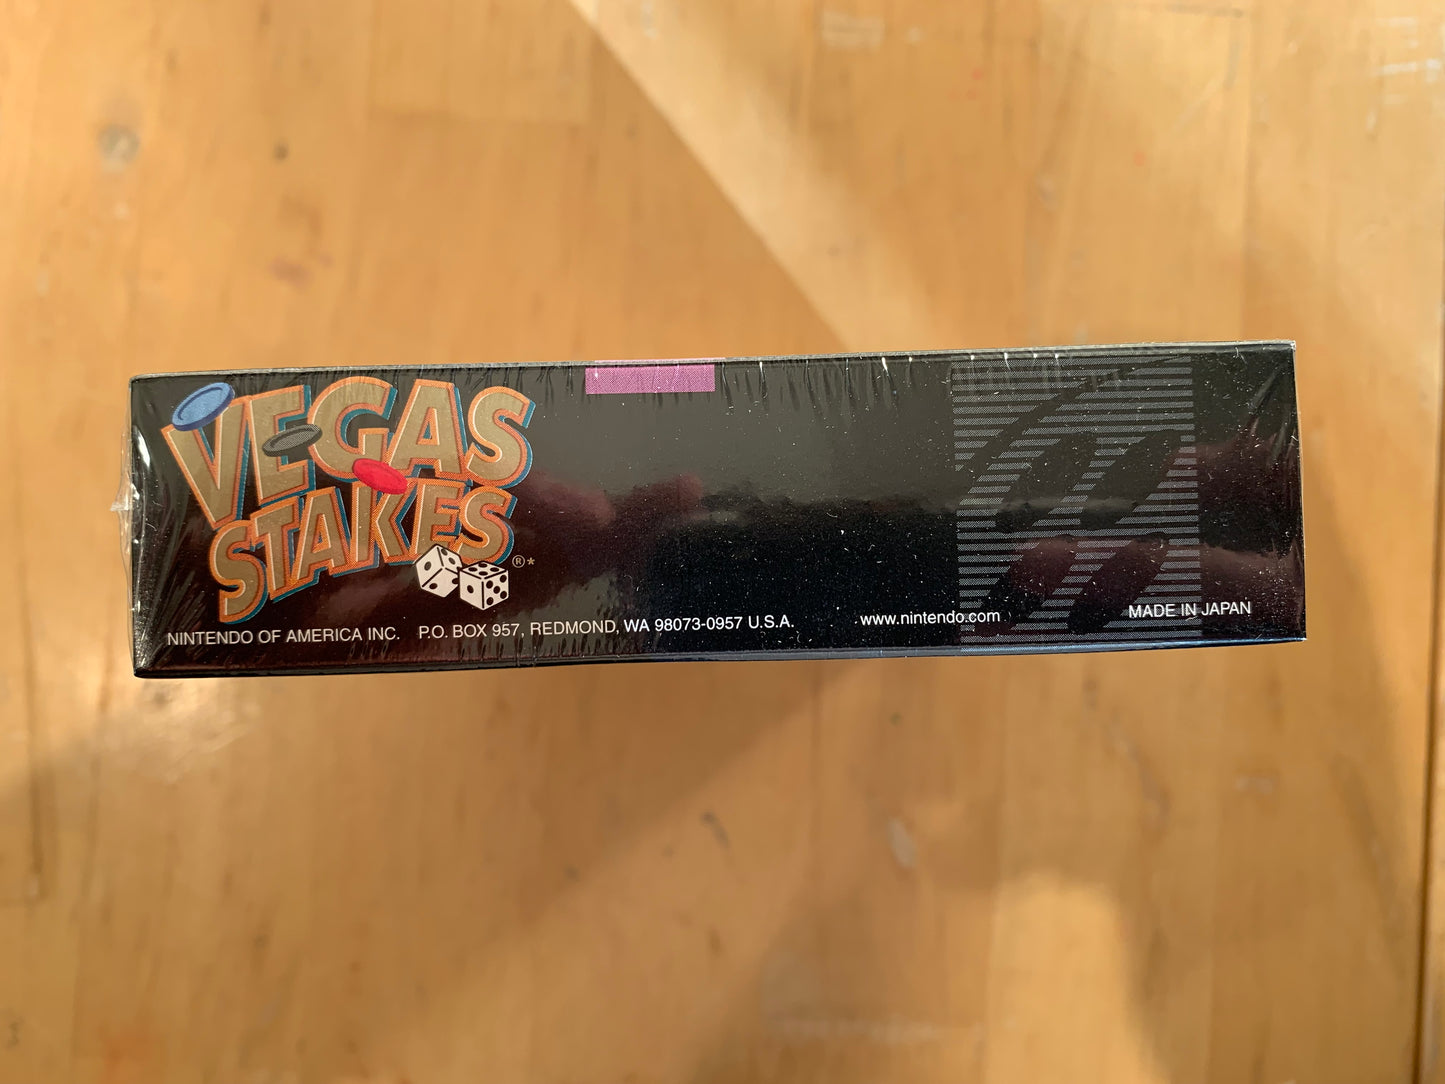 VEGAS
STAKES®*
NINTENDO OF AMERICA INC. P.O. BOX 957, REDMOND, WA 98073-0957 U.S.A. www.nintendo.com MADE IN JAPAN